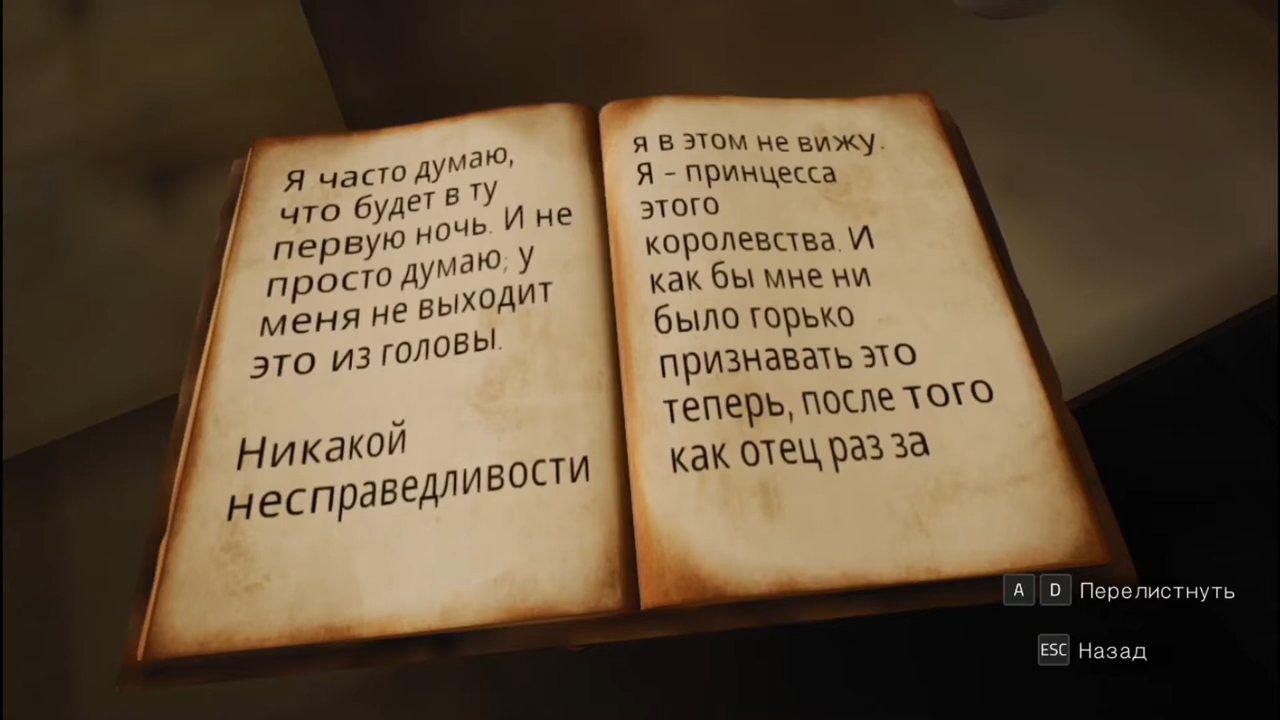 Я часто думаю,
что будет в ту
первую ночь. И не
просто думаю; у
меня не выходит
это из головы.
Никакой
несправедливости
я в этом не вижу.
Я – принцесса
этого
королевства. И
как бы мне ни
было горько
признавать это
теперь, после того
как отец раз за
A D Перелистнуть
ESC Назад